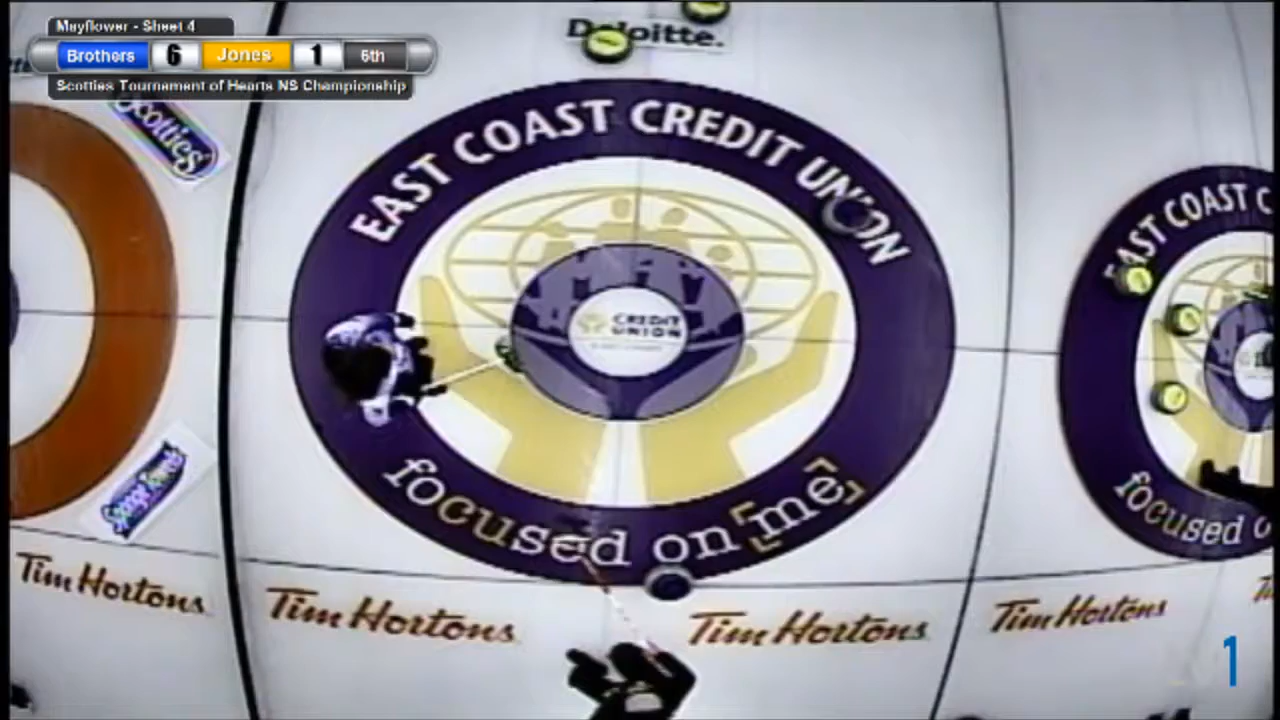 Mayflower - Sheet 4
Brothers 6 Jones 1 6th
Scotties Tournament of Hearts NS Championship
Deloitte.
Scotties
EAST COAST CREDIT UNION
EAST COAST C
CREDIT
UNION
focused on [me]
focused o
Tim Hortons
Tim Hortons
Tim Hortons
Tim Hortons
1